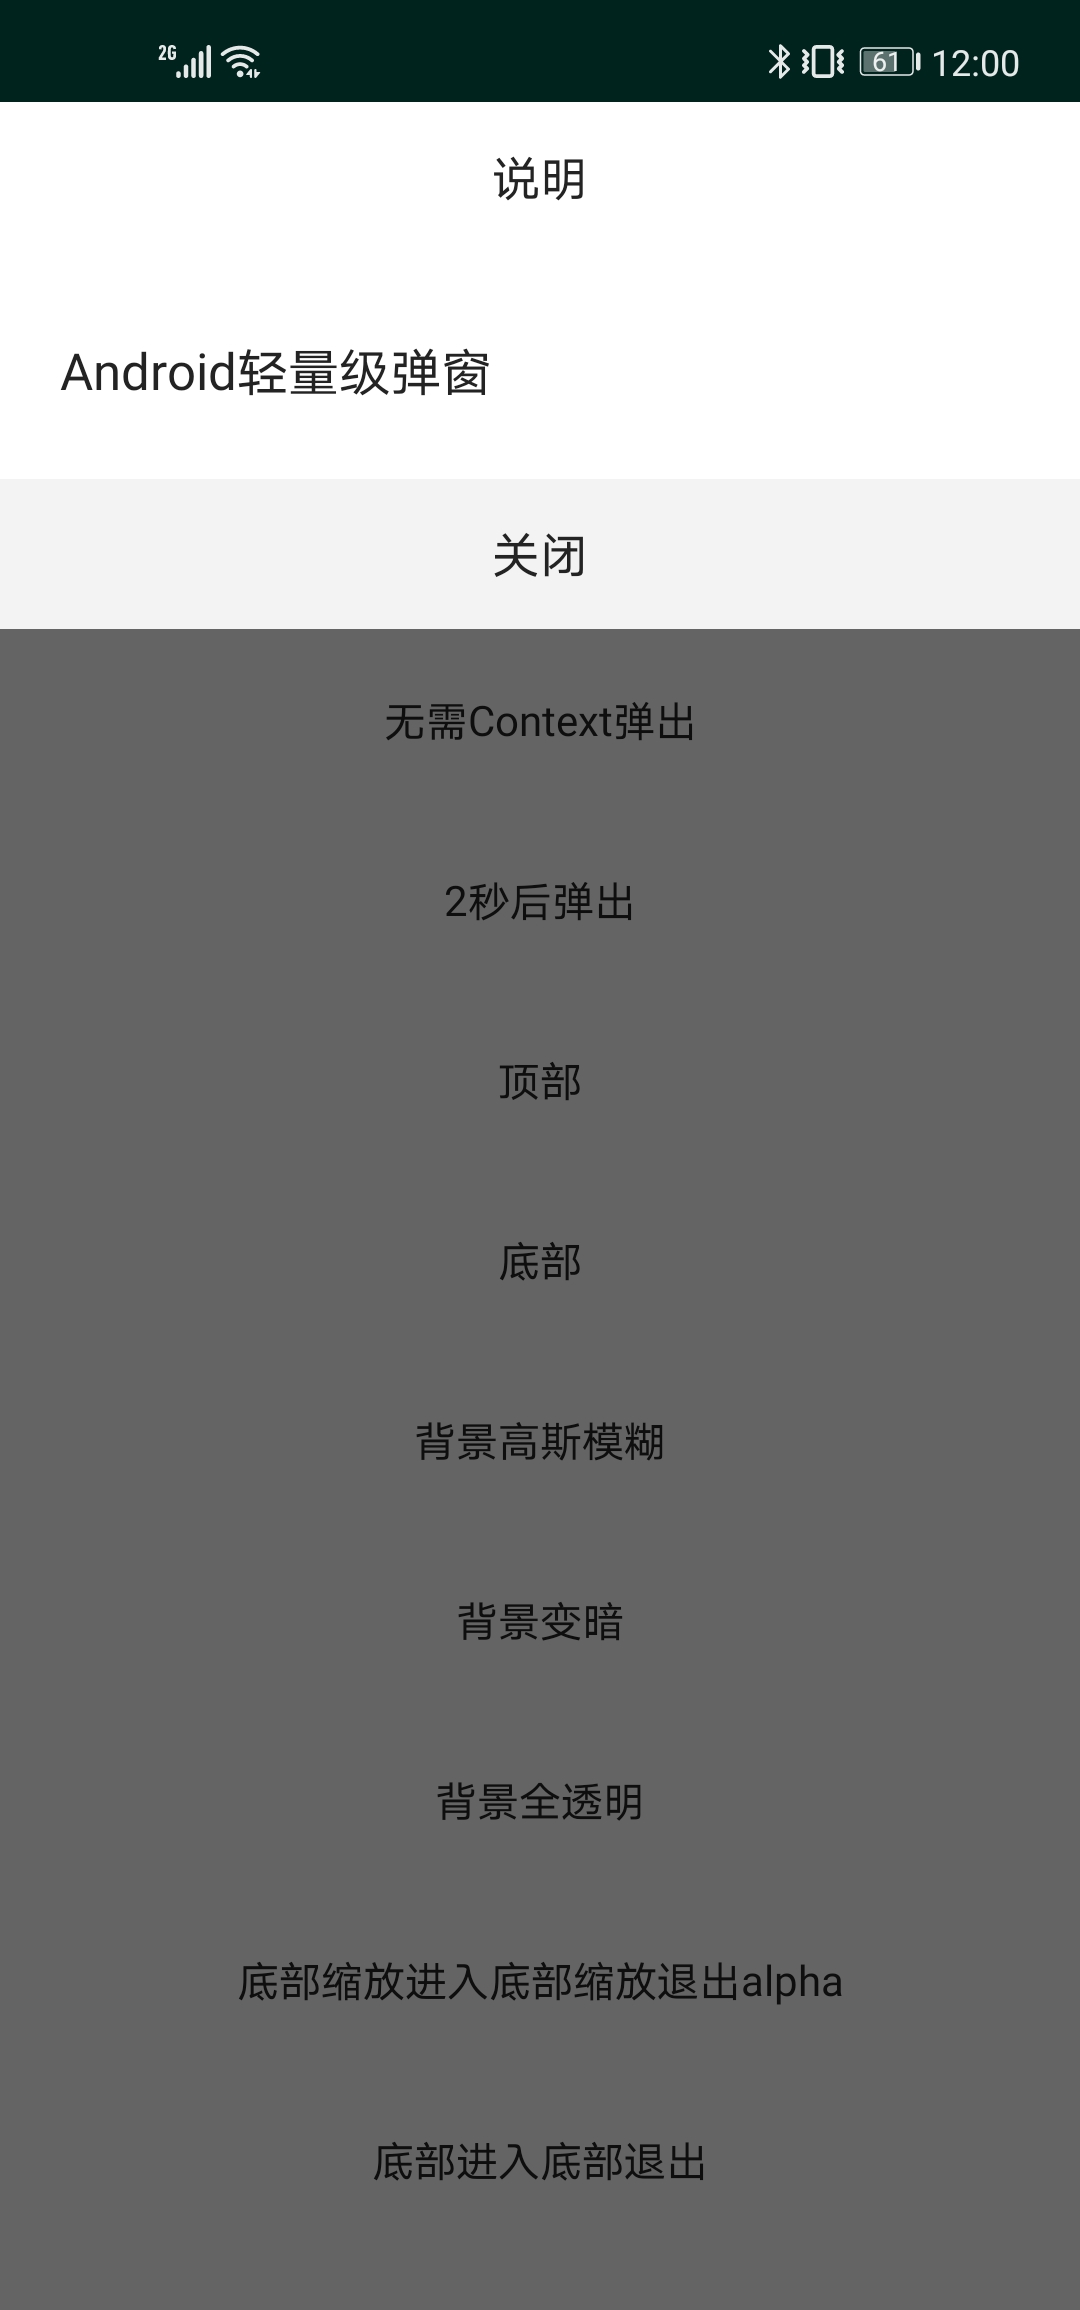 2G 61 12:00
说明
Android轻量级弹窗
关闭
无需Context弹出
2秒后弹出
顶部
底部
背景高斯模糊
背景变暗
背景全透明
底部缩放进入底部缩放退出alpha
底部进入底部退出